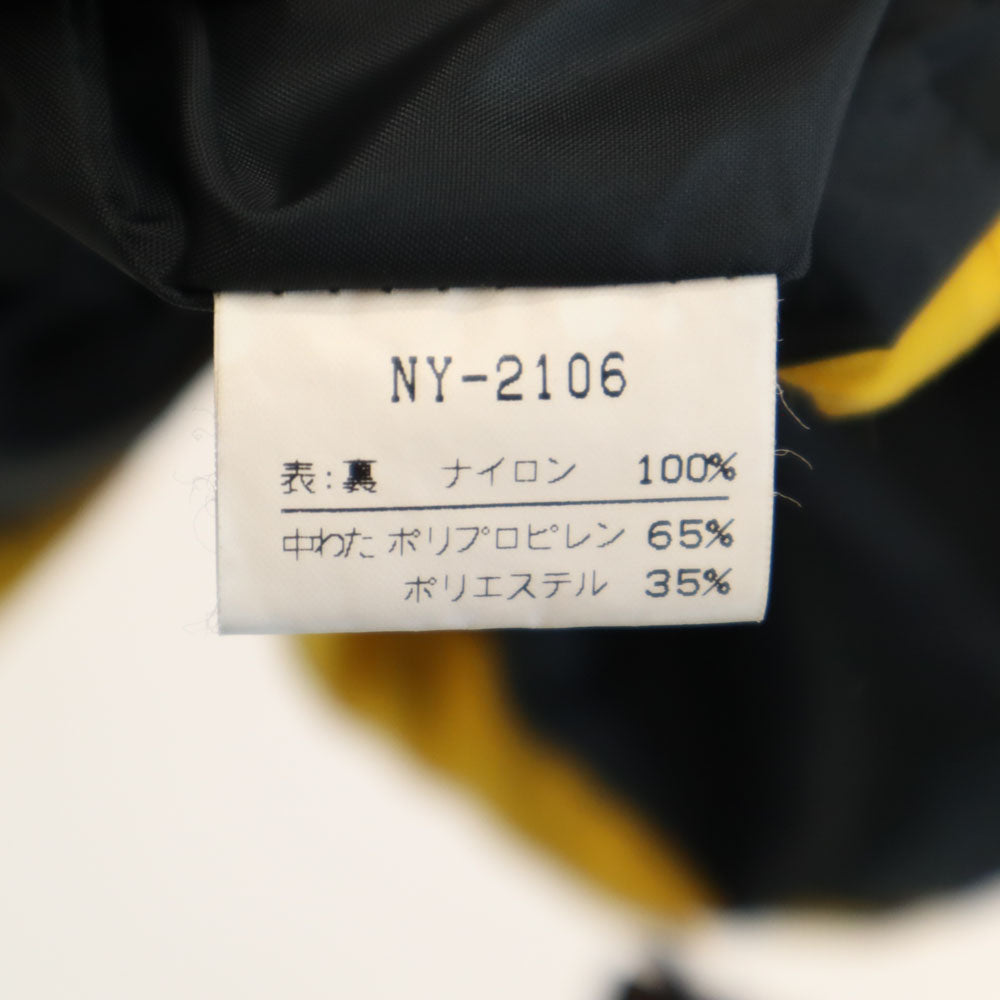 NY-2106
表:裏 ナイロン 100%
中わた ポリプロピレン 65%
ポリエステル 35%